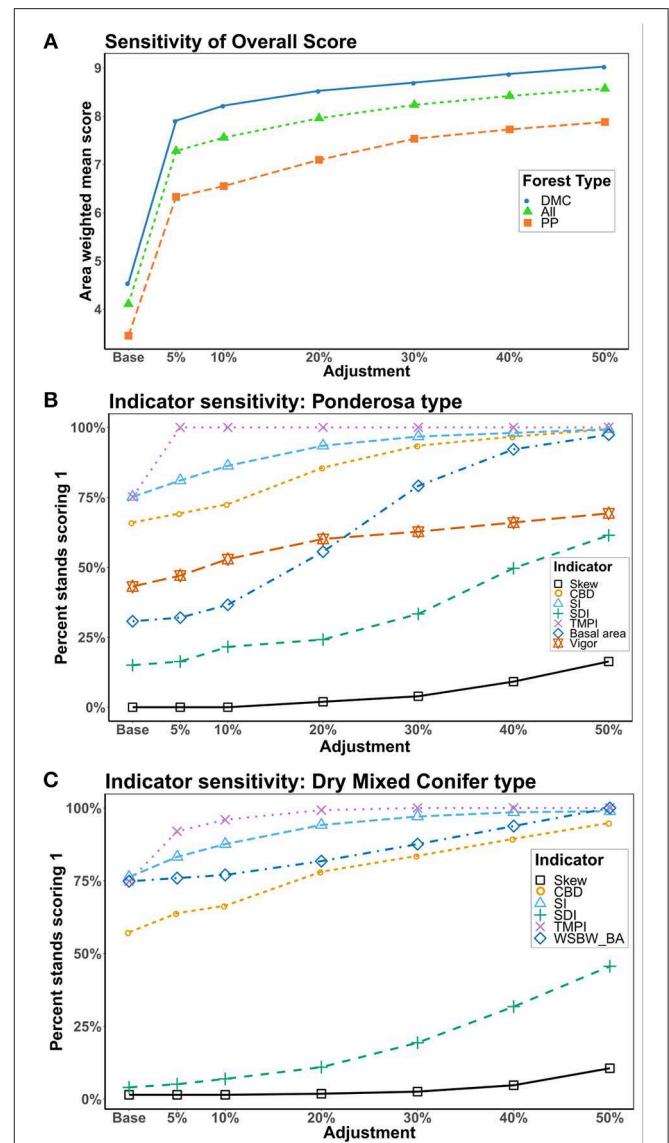 A Sensitivity of Overall Score
Area weighted mean score
9
8
7
6
5
4
Forest Type
DMC
All
PP
Base 5% 10% 20% 30% 40% 50%
Adjustment
B Indicator sensitivity: Ponderosa type
Percent stands scoring 1
100%
75%
50%
25%
0%
Indicator
Skew
CBD
SI
SDI
TMPI
Basal area
Vigor
Base 5% 10% 20% 30% 40% 50%
Adjustment
C Indicator sensitivity: Dry Mixed Conifer type
Percent stands scoring 1
100%
75%
50%
25%
0%
Indicator
Skew
CBD
SI
SDI
TMPI
WSBW_BA
Base 5% 10% 20% 30% 40% 50%
Adjustment